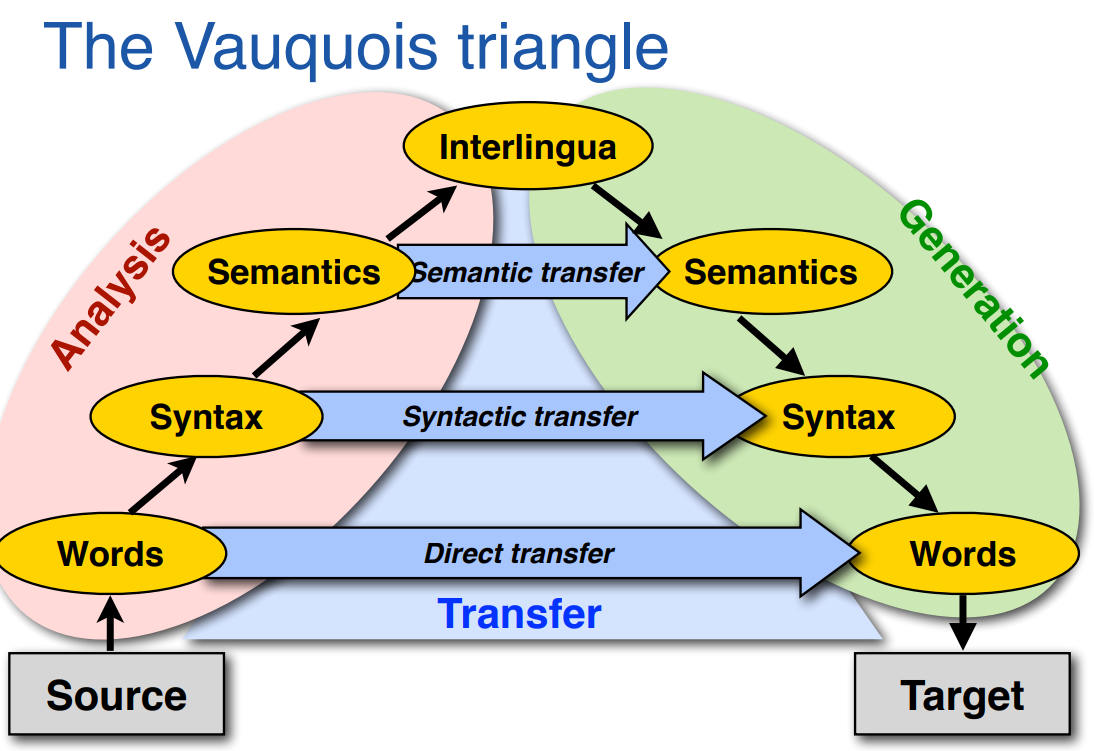 The Vauquois triangle
Interlingua
Analysis
Generation
Semantics
Semantic transfer
Semantics
Syntax
Syntactic transfer
Syntax
Words
Direct transfer
Words
Transfer
Source
Target